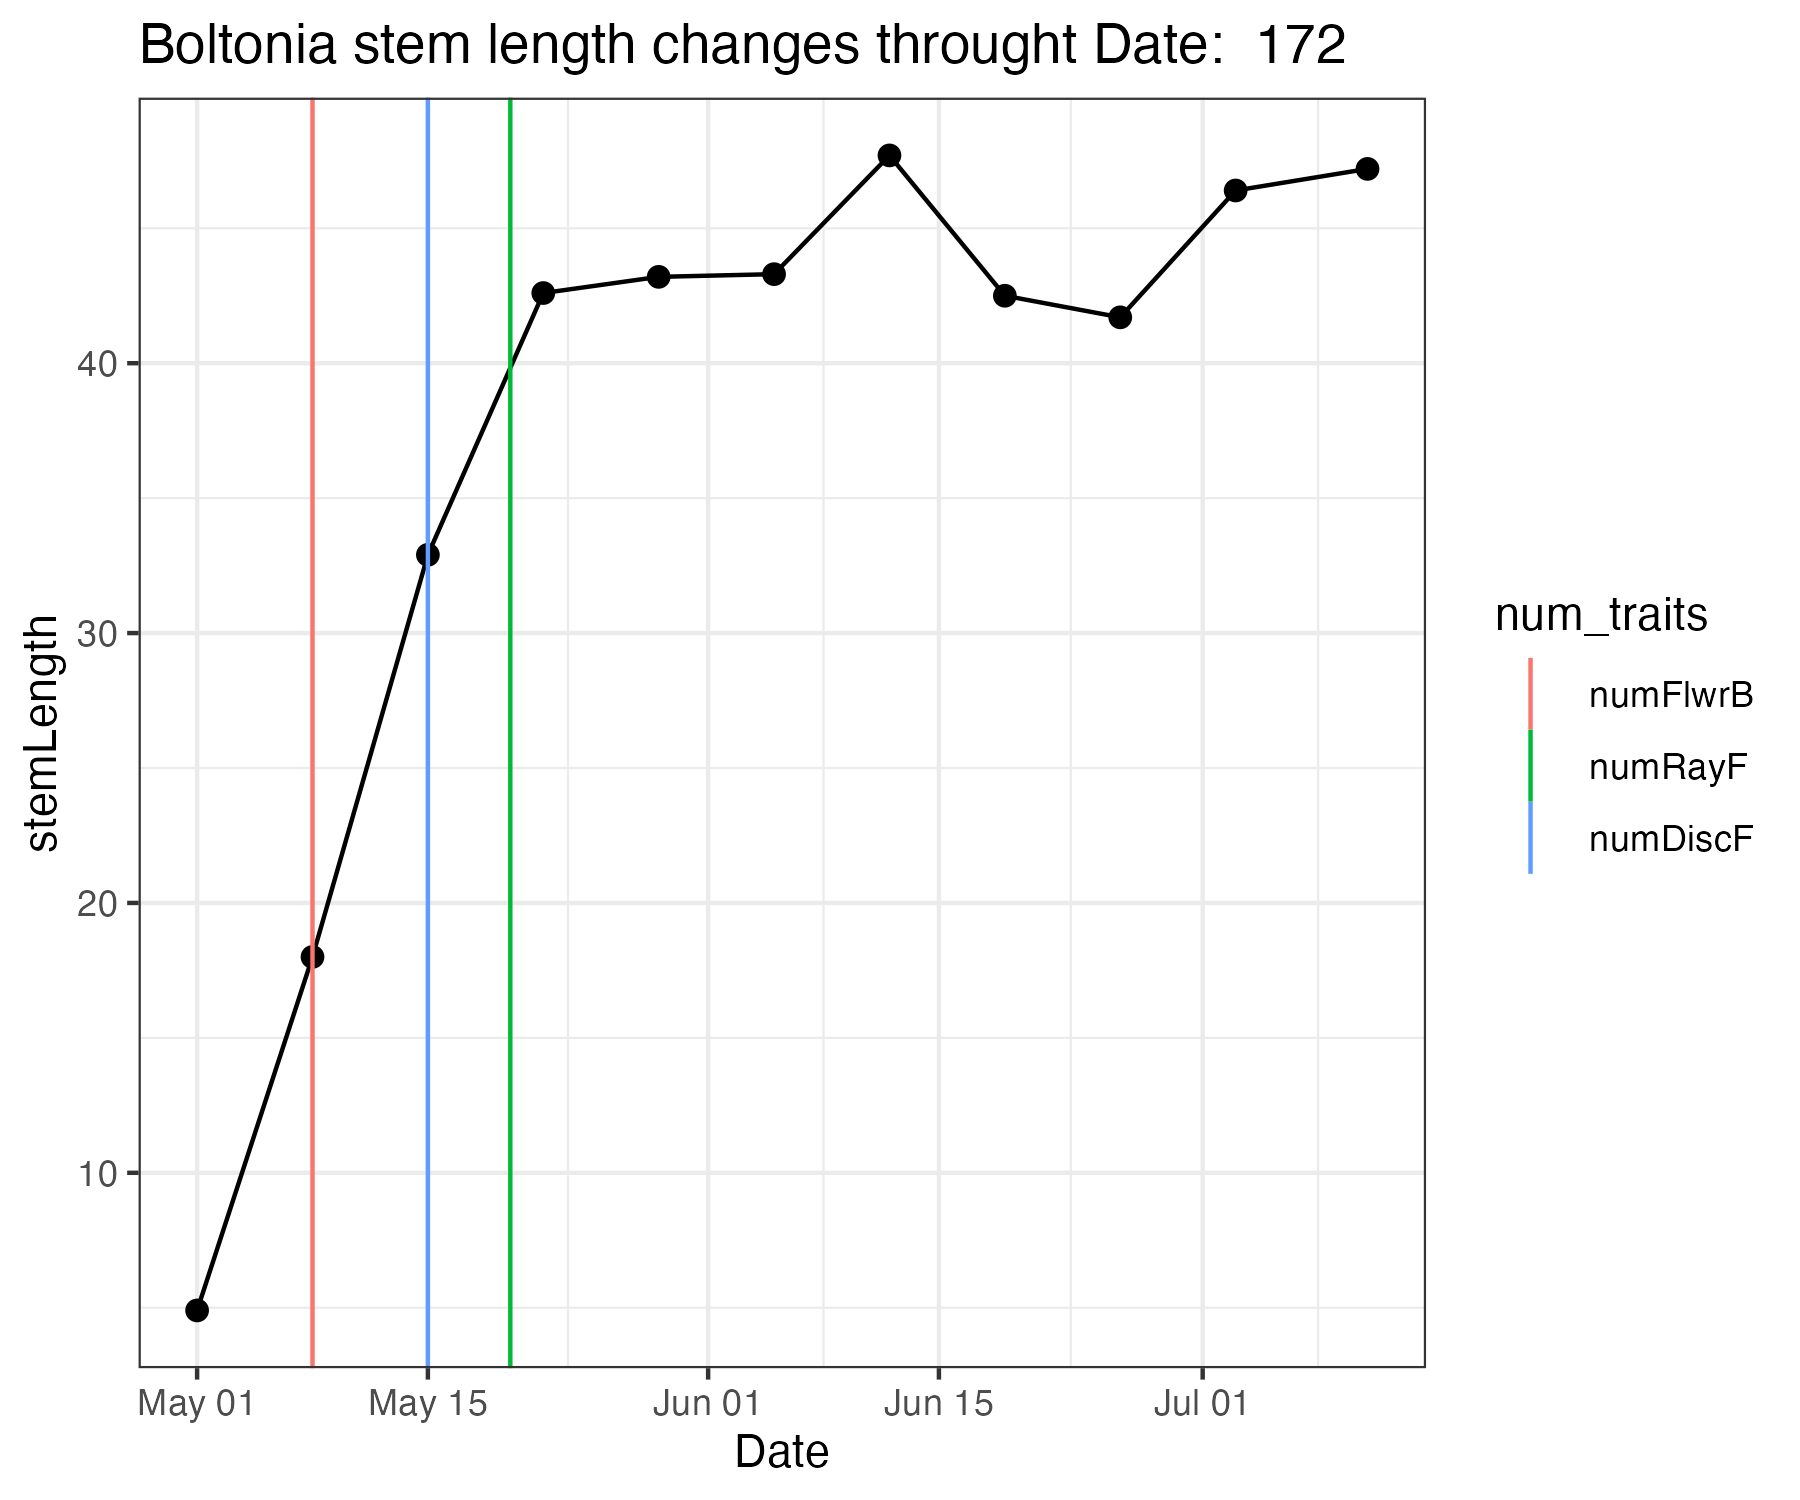 Boltonia stem length changes throught Date:  172
stemLength
40
30
20
10
May 01
May 15
Jun 01
Jun 15
Jul 01
Date
num_traits
numFlwrB
numRayF
numDiscF